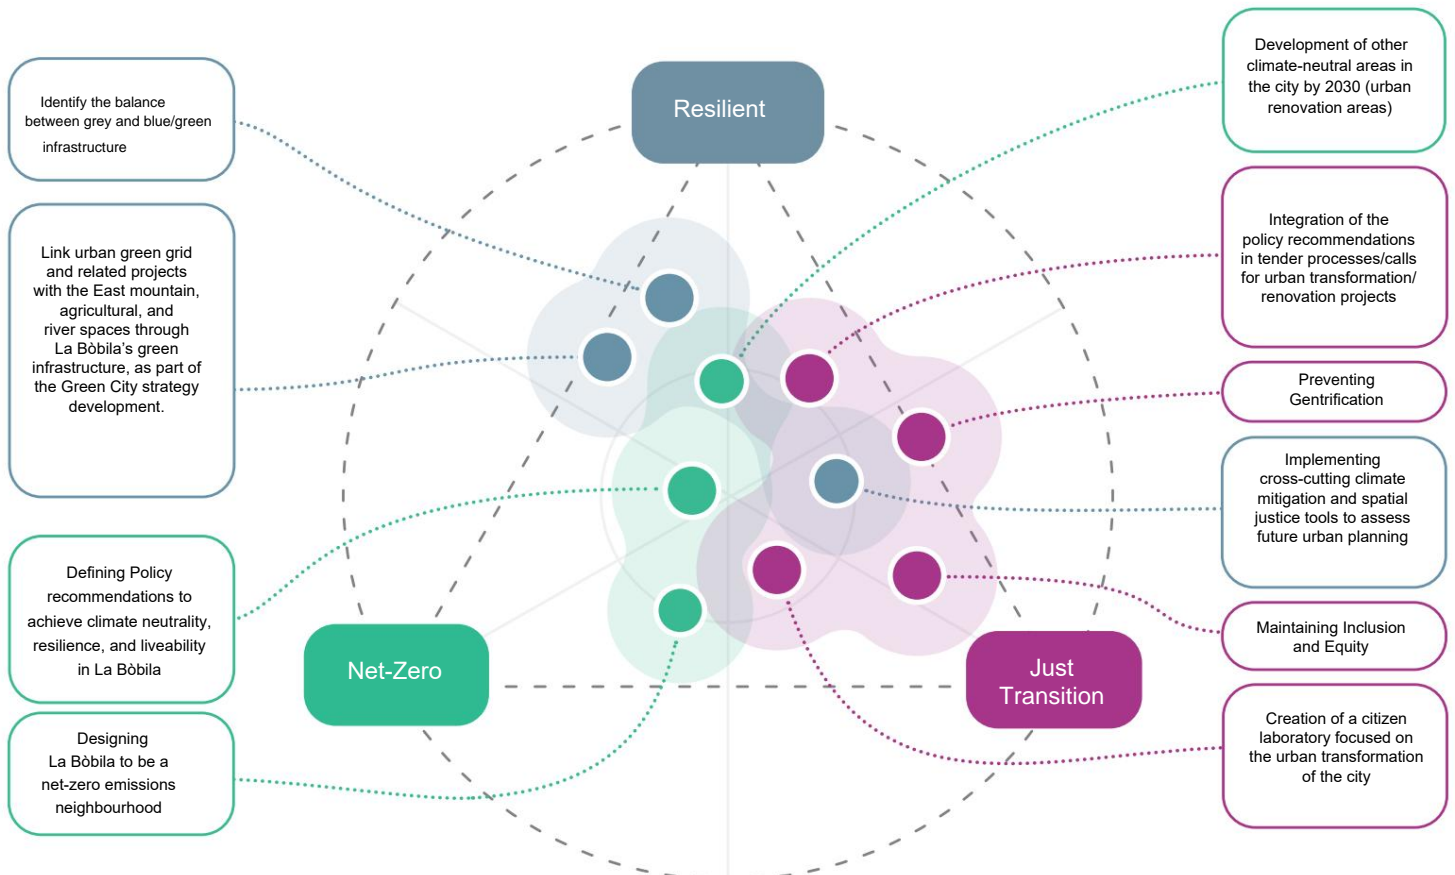 Identify the balance
between grey and blue/green
infrastructure
Link urban green grid
and related projects
with the East mountain,
agricultural, and
river spaces through
La Bòbila’s green
infrastructure, as part of
the Green City strategy
development.
Defining Policy
recommendations to
achieve climate neutrality,
resilience, and liveability
in La Bòbila
Designing
La Bòbila to be a
net-zero emissions
neighbourhood
Resilient
Net-Zero
Just
Transition
Development of other
climate-neutral areas in
the city by 2030 (urban
renovation areas)
Integration of the
policy recommendations
in tender processes/calls
for urban transformation/
renovation projects
Preventing
Gentrification
Implementing
cross-cutting climate
mitigation and spatial
justice tools to assess
future urban planning
Maintaining Inclusion
and Equity
Creation of a citizen
laboratory focused on
the urban transformation
of the city